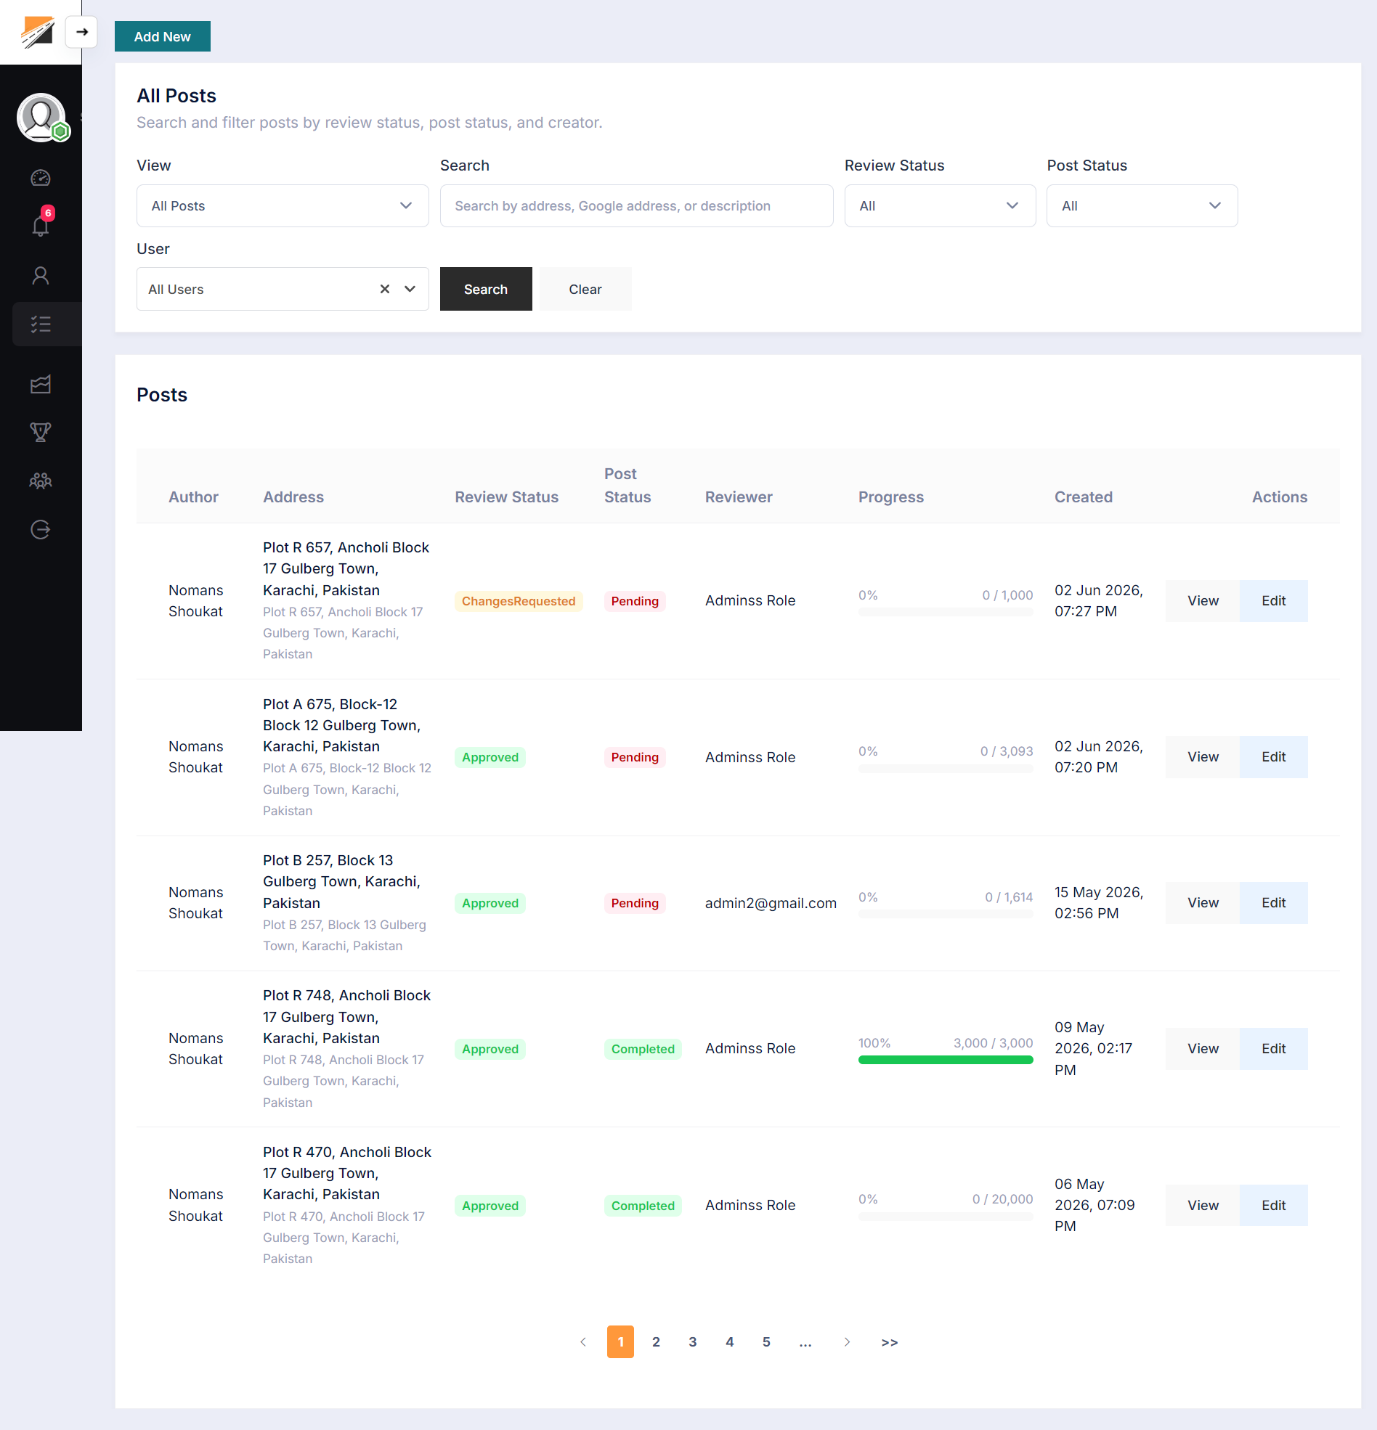 Add New
All Posts
Search and filter posts by review status, post status, and creator.
View
Search
Review Status
Post Status
All Posts
Search by address, Google address, or description
All
All
6
User
All Users
Search
Clear
Posts
Author
Address
Review Status
Post
Status
Reviewer
Progress
Created
Actions
Nomans
Shoukat
Plot R 657, Ancholi Block
17 Gulberg Town,
Karachi, Pakistan
Plot R 657, Ancholi Block 17
Gulberg Town, Karachi,
Pakistan
ChangesRequested
Pending
Adminss Role
0%
0 / 1,000
02 Jun 2026,
07:27 PM
View
Edit
Nomans
Shoukat
Plot A 675, Block-12
Block 12 Gulberg Town,
Karachi, Pakistan
Plot A 675, Block-12 Block 12
Gulberg Town, Karachi,
Pakistan
Approved
Pending
Adminss Role
0%
0 / 3,093
02 Jun 2026,
07:20 PM
View
Edit
Nomans
Shoukat
Plot B 257, Block 13
Gulberg Town, Karachi,
Pakistan
Plot B 257, Block 13 Gulberg
Town, Karachi, Pakistan
Approved
Pending
admin2@gmail.com
0%
0 / 1,614
15 May 2026,
02:56 PM
View
Edit
Nomans
Shoukat
Plot R 748, Ancholi Block
17 Gulberg Town,
Karachi, Pakistan
Plot R 748, Ancholi Block 17
Gulberg Town, Karachi,
Pakistan
Approved
Completed
Adminss Role
100%
3,000 / 3,000
09 May
2026, 02:17
PM
View
Edit
Nomans
Shoukat
Plot R 470, Ancholi Block
17 Gulberg Town,
Karachi, Pakistan
Plot R 470, Ancholi Block 17
Gulberg Town, Karachi,
Pakistan
Approved
Completed
Adminss Role
0%
0 / 20,000
06 May
2026, 07:09
PM
View
Edit
1 2 3 4 5 ... >>